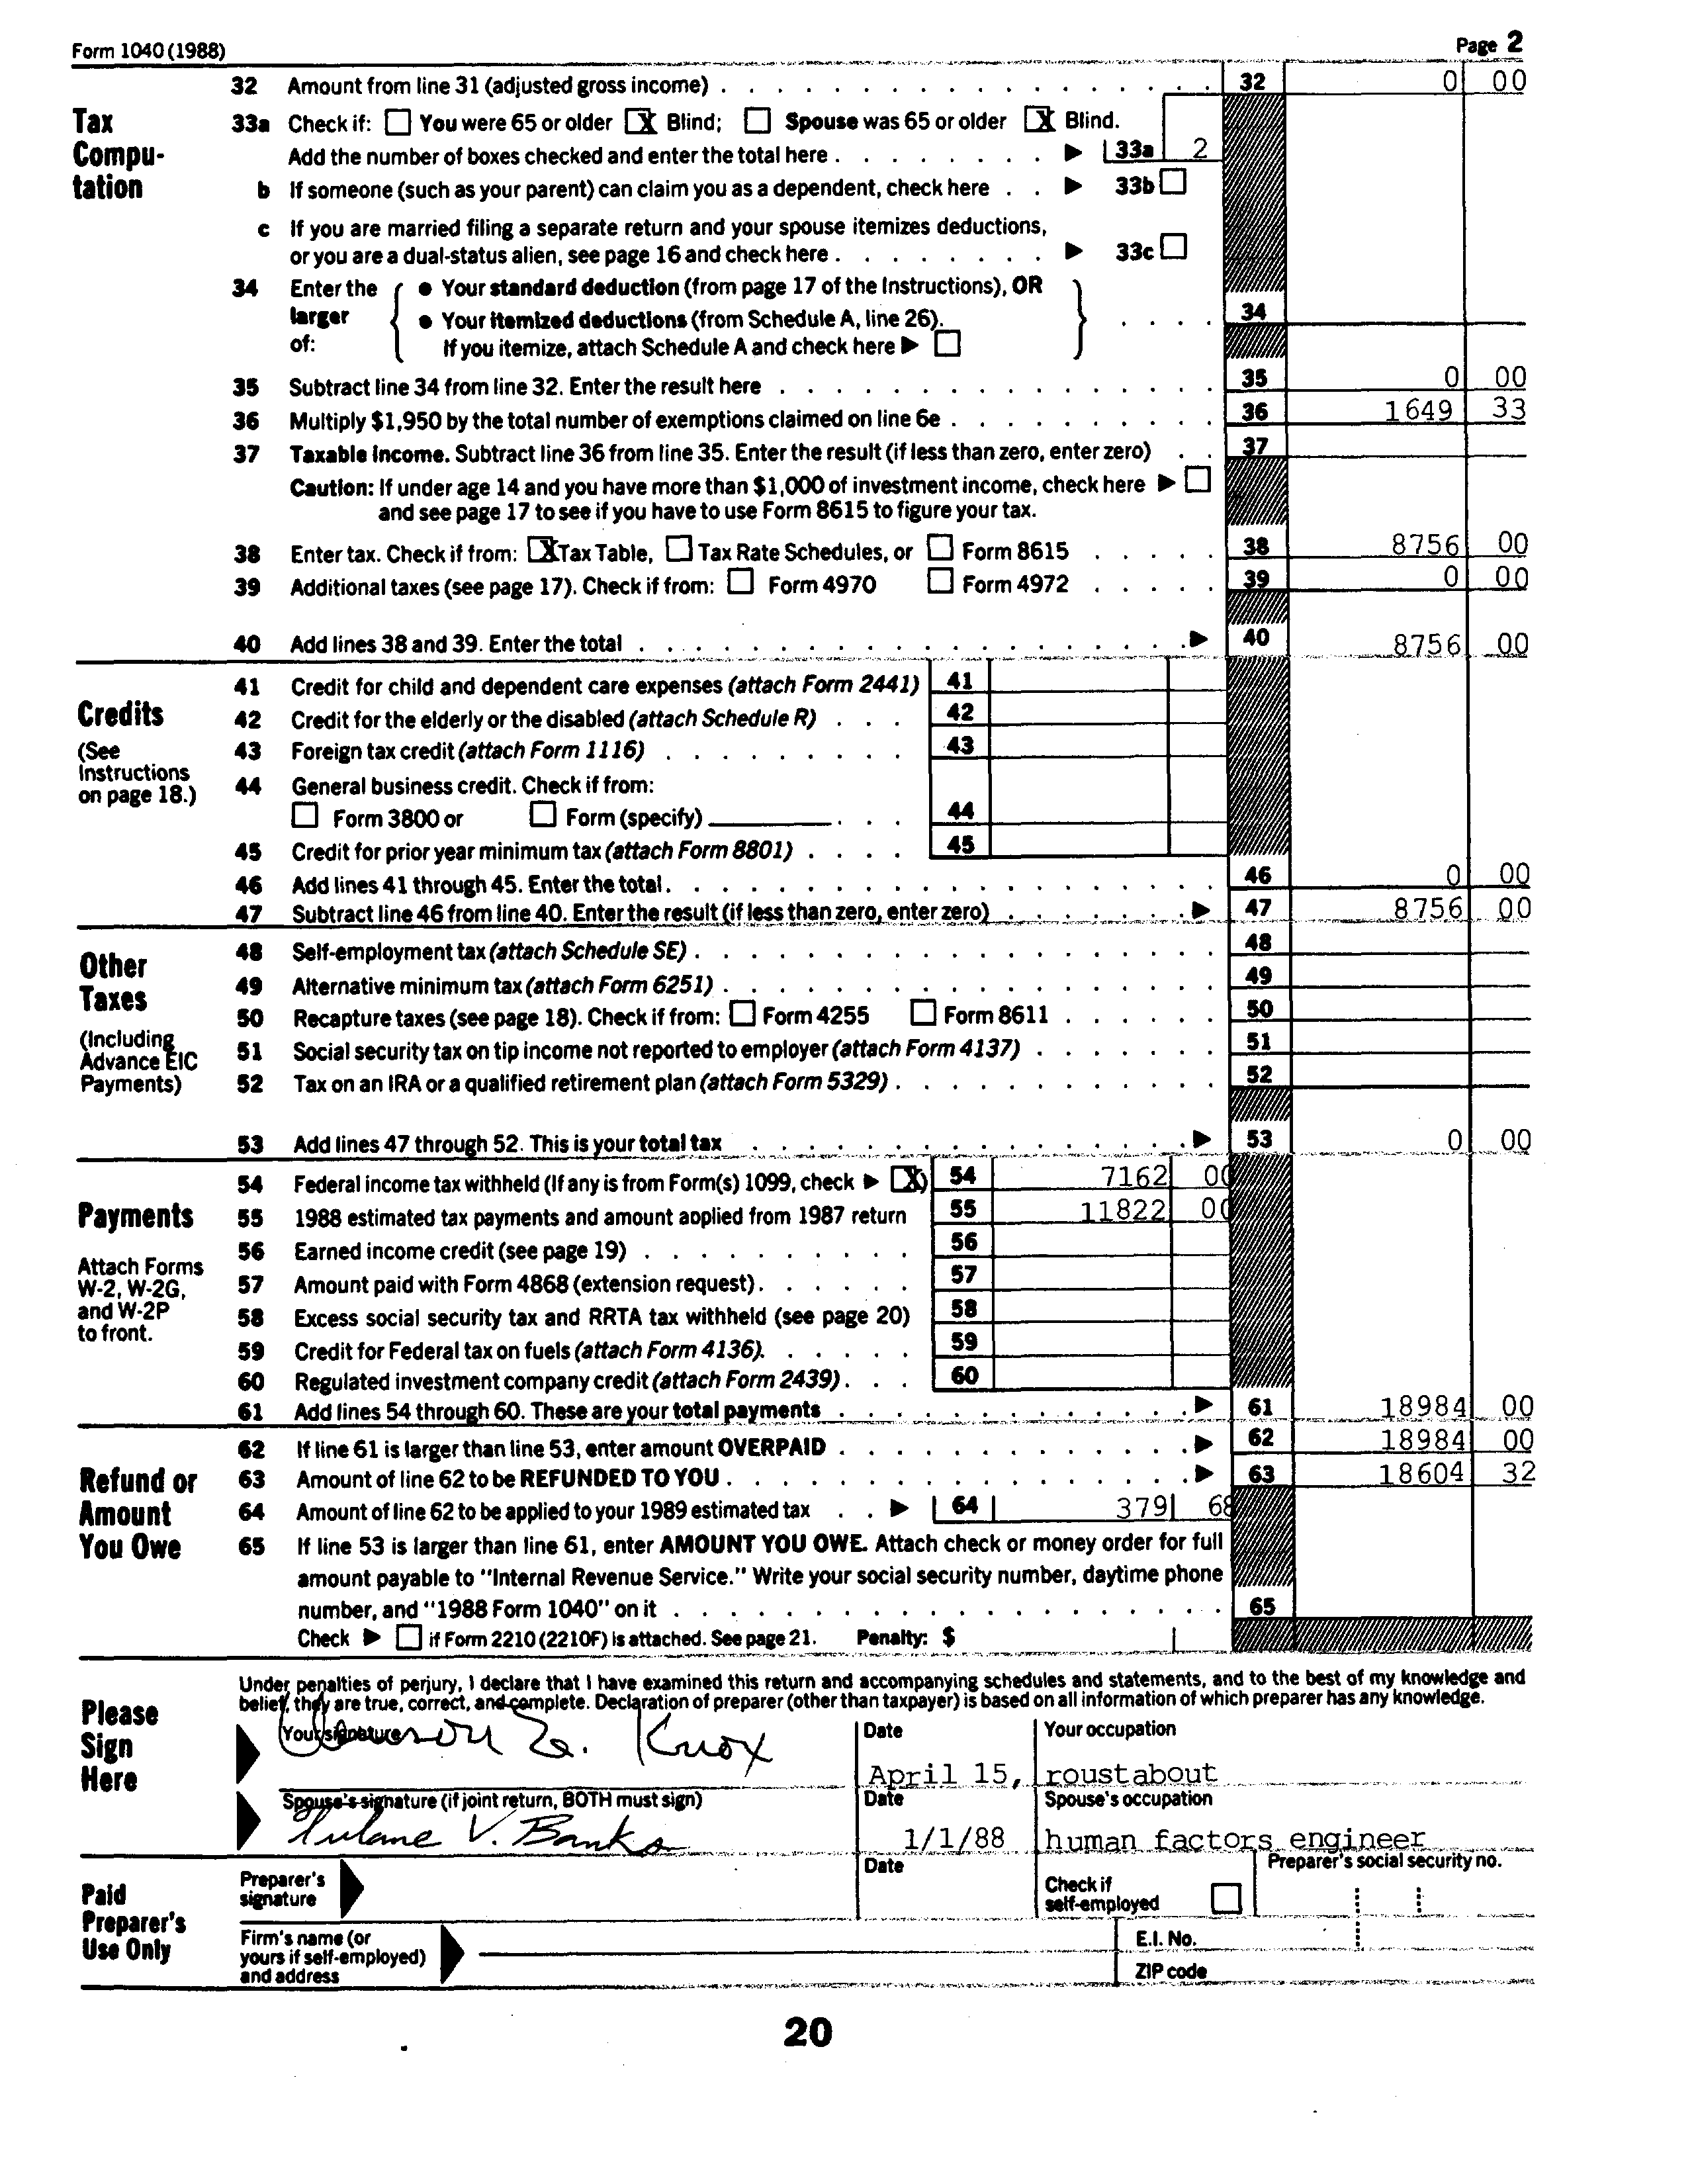 Form 1040 (1988) Page 2
32 Amount from line 31 (adjusted gross income) 32 0 00
Tax Compu- tation
33a Check if: You were 65 or older X Blind; Spouse was 65 or older X Blind.
Add the number of boxes checked and enter the total here 33a 2
b If someone (such as your parent) can claim you as a dependent, check here 33b
c If you are married filing a separate return and your spouse itemizes deductions,
or you are a dual-status alien, see page 16 and check here 33c
34 Enter the larger of:
• Your standard deduction (from page 17 of the Instructions), OR
• Your itemized deductions (from Schedule A, line 26). 34
If you itemize, attach Schedule A and check here
35 Subtract line 34 from line 32. Enter the result here 35 0 00
36 Multiply $1,950 by the total number of exemptions claimed on line 6e 36 1649 33
37 Taxable income. Subtract line 36 from line 35. Enter the result (if less than zero, enter zero) 37
Caution: If under age 14 and you have more than $1,000 of investment income, check here
and see page 17 to see if you have to use Form 8615 to figure your tax.
38 Enter tax. Check if from: X Tax Table, Tax Rate Schedules, or Form 8615 38 8756 00
39 Additional taxes (see page 17). Check if from: Form 4970 Form 4972 39 0 00
40 Add lines 38 and 39. Enter the total 40 8756 00
Credits
(See Instructions on page 18.)
41 Credit for child and dependent care expenses (attach Form 2441) 41
42 Credit for the elderly or the disabled (attach Schedule R) 42
43 Foreign tax credit (attach Form 1116) 43
44 General business credit. Check if from:
Form 3800 or Form (specify) 44
45 Credit for prior year minimum tax (attach Form 8801) 45
46 Add lines 41 through 45. Enter the total 46 0 00
47 Subtract line 46 from line 40. Enter the result (if less than zero, enter zero) 47 8756 00
Other Taxes
(Including Advance EIC Payments)
48 Self-employment tax (attach Schedule SE) 48
49 Alternative minimum tax (attach Form 6251) 49
50 Recapture taxes (see page 18). Check if from: Form 4255 Form 8611 50
51 Social security tax on tip income not reported to employer (attach Form 4137) 51
52 Tax on an IRA or a qualified retirement plan (attach Form 5329) 52
53 Add lines 47 through 52. This is your total tax 53 0 00
Payments
Attach Forms W-2, W-2G, and W-2P to front.
54 Federal income tax withheld (If any is from Form(s) 1099, check X) 54 7162 00
55 1988 estimated tax payments and amount applied from 1987 return 55 11822 00
56 Earned income credit (see page 19) 56
57 Amount paid with Form 4868 (extension request) 57
58 Excess social security tax and RRTA tax withheld (see page 20) 58
59 Credit for Federal tax on fuels (attach Form 4136) 59
60 Regulated investment company credit (attach Form 2439) 60
61 Add lines 54 through 60. These are your total payments 61 18984 00
Refund or Amount You Owe
62 If line 61 is larger than line 53, enter amount OVERPAID 62 18984 00
63 Amount of line 62 to be REFUNDED TO YOU 63 18604 32
64 Amount of line 62 to be applied to your 1989 estimated tax 64 379 68
65 If line 53 is larger than line 61, enter AMOUNT YOU OWE. Attach check or money order for full
amount payable to "Internal Revenue Service." Write your social security number, daytime phone
number, and "1988 Form 1040" on it 65
Check if Form 2210 (2210F) is attached. See page 21. Penalty: $
Please Sign Here
Under penalties of perjury, I declare that I have examined this return and accompanying schedules and statements, and to the best of my knowledge and
belief, they are true, correct, and complete. Declaration of preparer (other than taxpayer) is based on all information of which preparer has any knowledge.
Your signature Date Your occupation
Knox April 15, roustabout
Spouse's signature (if joint return, BOTH must sign) Date Spouse's occupation
Tulane V. Banks 1/1/88 human factors engineer
Paid Preparer's Use Only
Preparer's signature Date Check if self-employed Preparer's social security no.
Firm's name (or yours if self-employed) and address E.I. No.
ZIP code
20